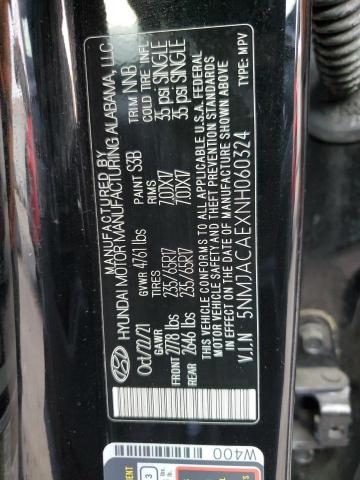 MANUFACTURED BY
HYUNDAI MOTOR MANUFACTURING ALABAMA, LLC
Oct/22/21 PAINT S3B TRIM NNB
GVWR 4761 lbs
GAWR TIRES RIMS COLD TIRE INFL
FRONT 2778 lbs 235/65R17 7.0DX17 35 psi SINGLE
REAR 2646 lbs 235/65R17 7.0DX17 35 psi SINGLE
THIS VEHICLE CONFORMS TO ALL APPLICABLE U.S.A. FEDERAL
MOTOR VEHICLE SAFETY AND THEFT PREVENTION STANDARDS
IN EFFECT ON THE DATE OF MANUFACTURE SHOWN ABOVE
V.I.N 5NMJACAEXNH060324 TYPE: MPV
W400